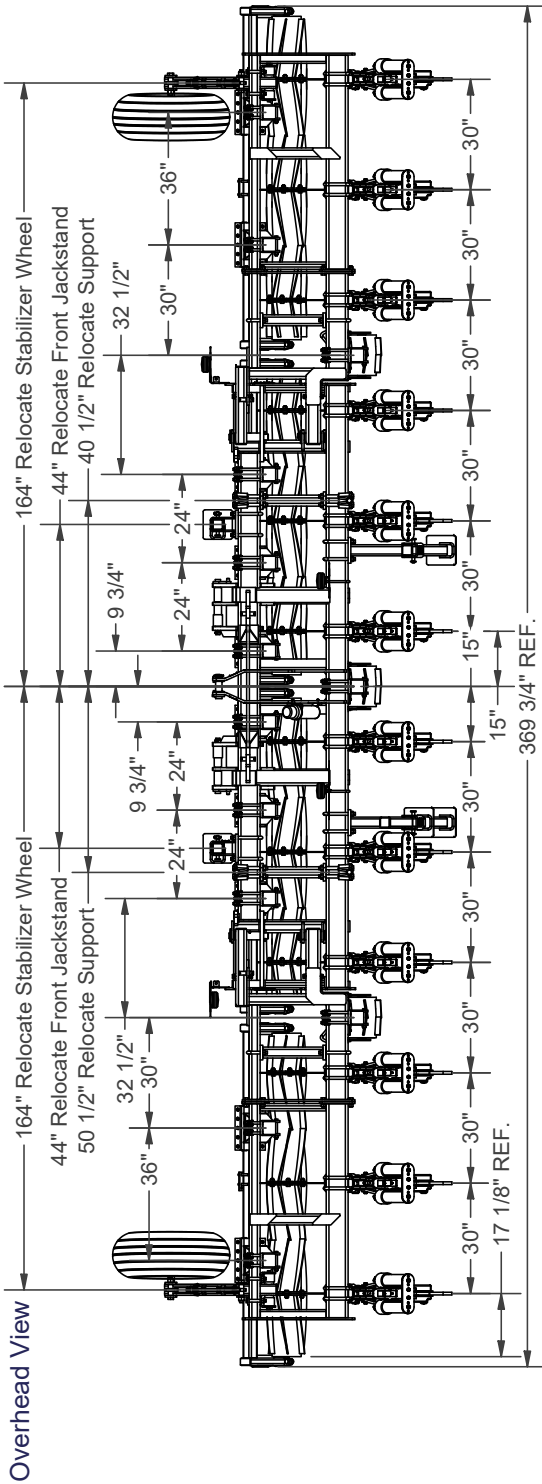 Overhead View
164" Relocate Stabilizer Wheel
164" Relocate Stabilizer Wheel
44" Relocate Front Jackstand
44" Relocate Front Jackstand
50 1/2" Relocate Support
40 1/2" Relocate Support
9 3/4"
32 1/2"
32 1/2"
9 3/4"
36"
30"
24"
24"
24"
24"
30"
36"
30"
30"
30"
30"
30"
15"
30"
30"
30"
30"
30"
15"
17 1/8" REF.
369 3/4" REF.